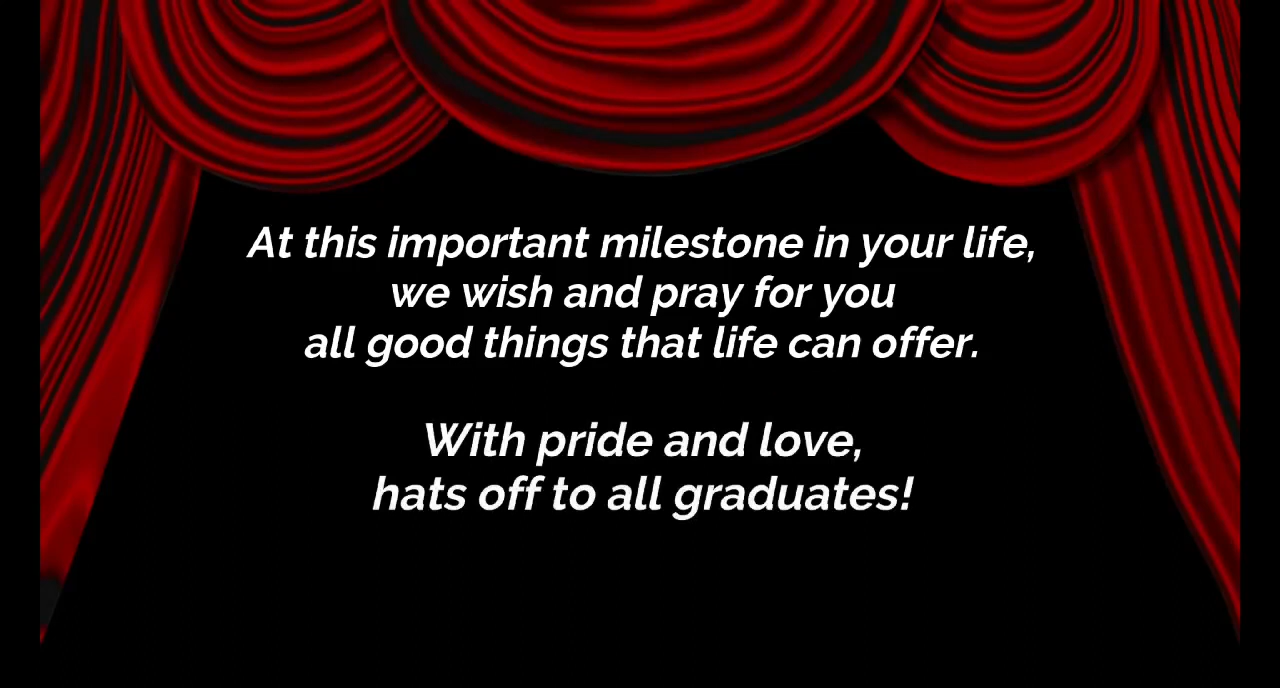 At this important milestone in your life,
we wish and pray for you
all good things that life can offer.
With pride and love,
hats off to all graduates!